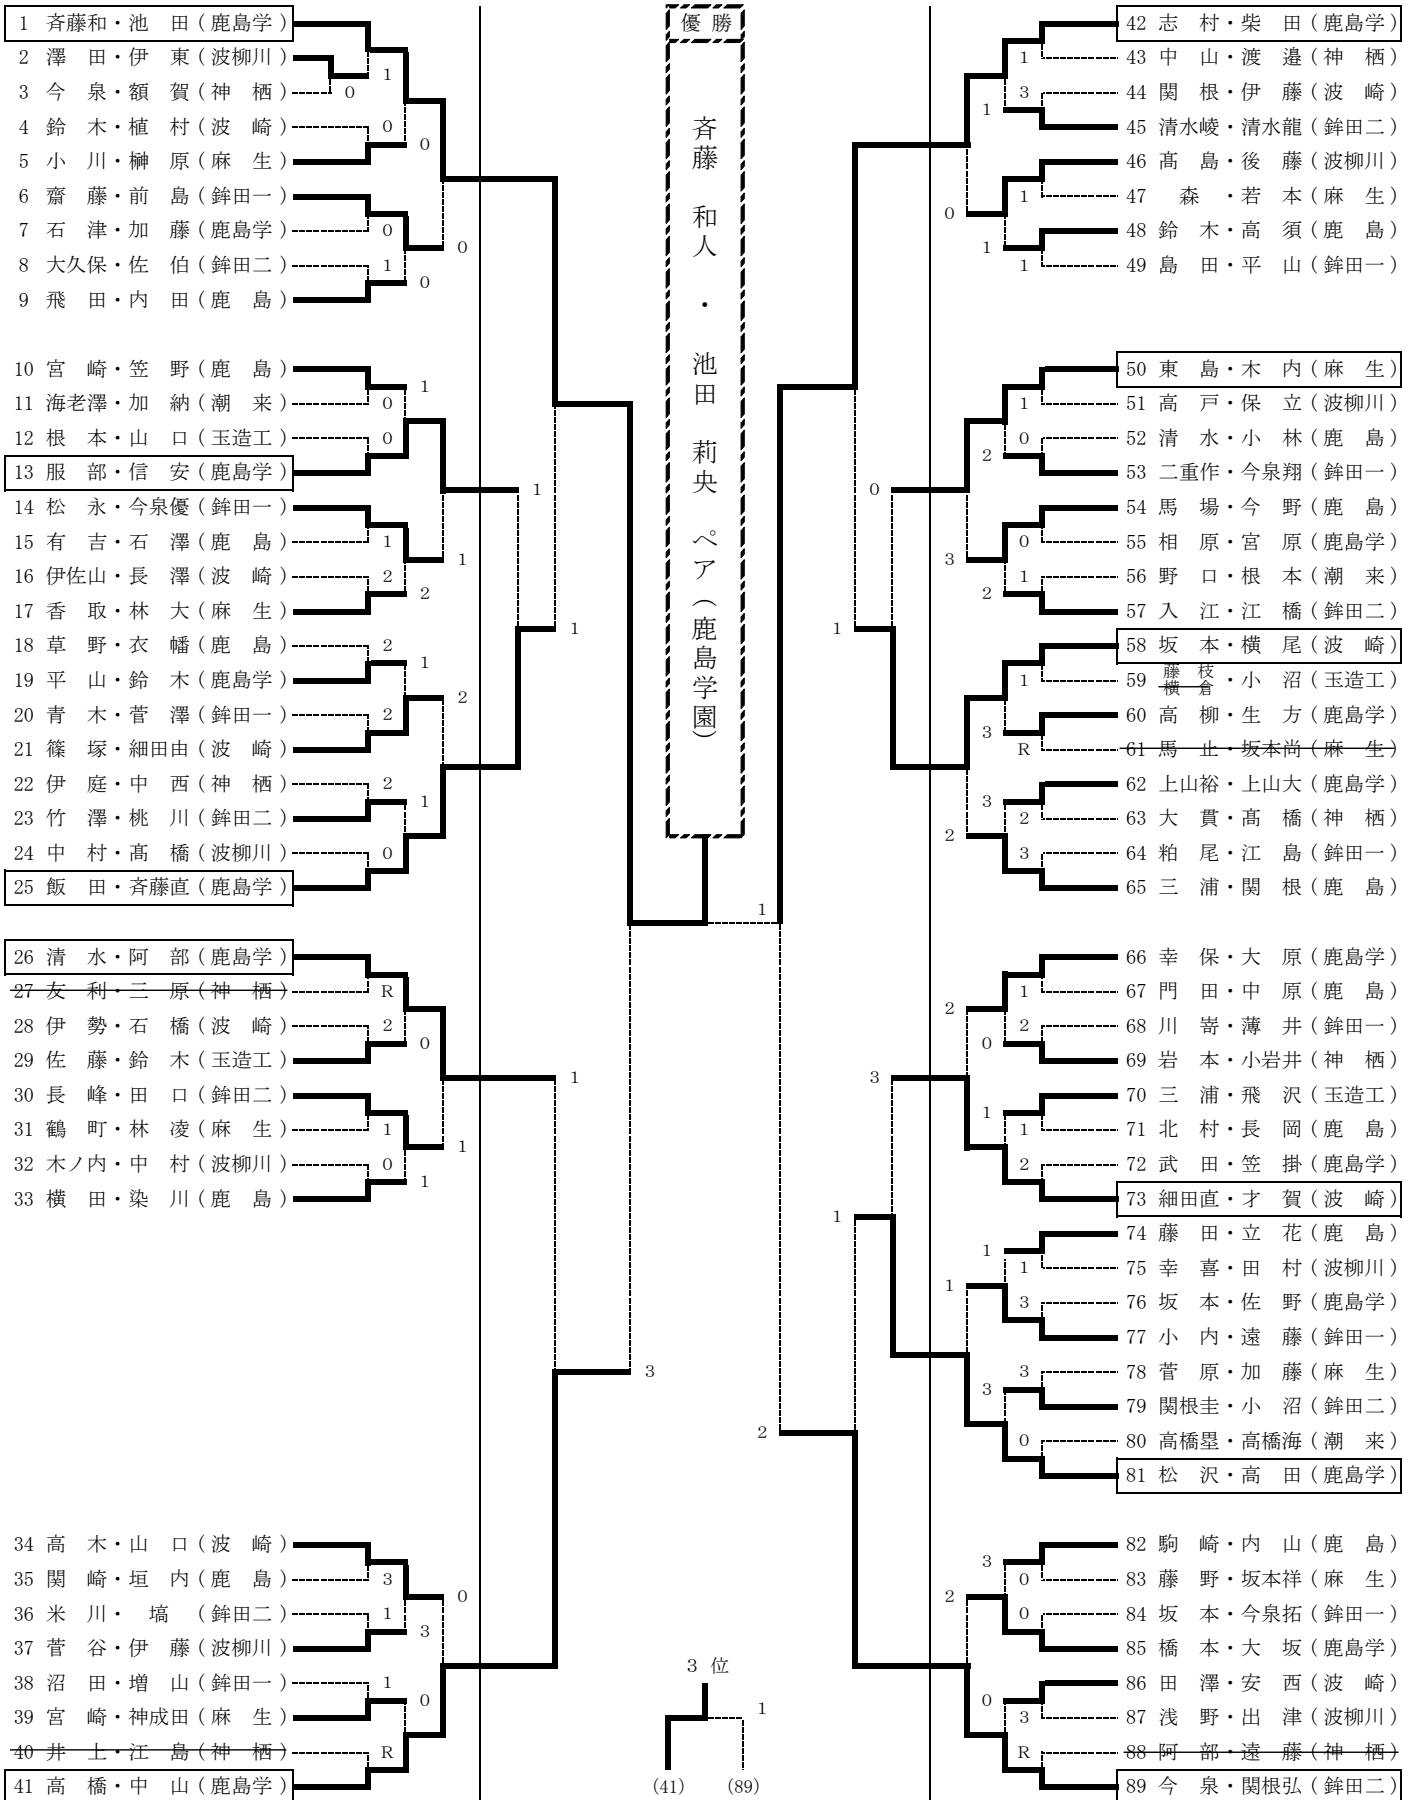 優 勝
斉藤 和人 ・ 池田 莉央 ペア（鹿島学園）
1 斉藤和・池 田（鹿島学）
2 澤 田・伊 東（波柳川）
3 今 泉・額 賀（神 栖）
4 鈴 木・植 村（波 崎）
5 小 川・榊 原（麻 生）
6 齋 藤・前 島（鉾田一）
7 石 津・加 藤（鹿島学）
8 大久保・佐 伯（鉾田二）
9 飛 田・内 田（鹿 島）
10 宮 崎・笠 野（鹿 島）
11 海老澤・加 納（潮 来）
12 根 本・山 口（玉造工）
13 服 部・信 安（鹿島学）
14 松 永・今泉優（鉾田一）
15 有 吉・石 澤（鹿 島）
16 伊佐山・長 澤（波 崎）
17 香 取・林 大（麻 生）
18 草 野・衣 幡（鹿 島）
19 平 山・鈴 木（鹿島学）
20 青 木・菅 澤（鉾田一）
21 篠 塚・細田由（波 崎）
22 伊 庭・中 西（神 栖）
23 竹 澤・桃 川（鉾田二）
24 中 村・髙 橋（波柳川）
25 飯 田・斉藤直（鹿島学）
26 清 水・阿 部（鹿島学）
27 友 利・三 原（神 栖）
28 伊 勢・石 橋（波 崎）
29 佐 藤・鈴 木（玉造工）
30 長 峰・田 口（鉾田二）
31 鶴 町・林 凌（麻 生）
32 木ノ内・中 村（波柳川）
33 横 田・染 川（鹿 島）
34 高 木・山 口（波 崎）
35 関 崎・垣 内（鹿 島）
36 米 川・ 塙 （鉾田二）
37 菅 谷・伊 藤（波柳川）
38 沼 田・増 山（鉾田一）
39 宮 崎・神成田（麻 生）
40 井 上・江 島（神 栖）
41 高 橋・中 山（鹿島学）
42 志 村・柴 田（鹿島学）
43 中 山・渡 邉（神 栖）
44 関 根・伊 藤（波 崎）
45 清水崚・清水龍（鉾田二）
46 髙 島・後 藤（波柳川）
47 森 ・若 本（麻 生）
48 鈴 木・高 須（鹿 島）
49 島 田・平 山（鉾田一）
50 東 島・木 内（麻 生）
51 高 戸・保 立（波柳川）
52 清 水・小 林（鹿 島）
53 二重作・今泉翔（鉾田一）
54 馬 場・今 野（鹿 島）
55 相 原・宮 原（鹿島学）
56 野 口・根 本（潮 来）
57 入 江・江 橋（鉾田二）
58 坂 本・横 尾（波 崎）
藤 枝
59 横 倉 ・小 沼（玉造工）
60 高 柳・生 方（鹿島学）
61 馬 止・坂本尚（麻 生）
62 上山裕・上山大（鹿島学）
63 大 貫・髙 橋（神 栖）
64 粕 尾・江 島（鉾田一）
65 三 浦・関 根（鹿 島）
66 幸 保・大 原（鹿島学）
67 門 田・中 原（鹿 島）
68 川 嵜・薄 井（鉾田一）
69 岩 本・小岩井（神 栖）
70 三 浦・飛 沢（玉造工）
71 北 村・長 岡（鹿 島）
72 武 田・笠 掛（鹿島学）
73 細田直・才 賀（波 崎）
74 藤 田・立 花（鹿 島）
75 幸 喜・田 村（波柳川）
76 坂 本・佐 野（鹿島学）
77 小 内・遠 藤（鉾田一）
78 菅 原・加 藤（麻 生）
79 関根圭・小 沼（鉾田二）
80 高橋塁・高橋海（潮 来）
81 松 沢・高 田（鹿島学）
82 駒 崎・内 山（鹿 島）
83 藤 野・坂本祥（麻 生）
84 坂 本・今泉拓（鉾田一）
85 橋 本・大 坂（鹿島学）
86 田 澤・安 西（波 崎）
87 浅 野・出 津（波柳川）
88 阿 部・遠 藤（神 栖）
89 今 泉・関根弘（鉾田二）
3 位
1
(41) (89)